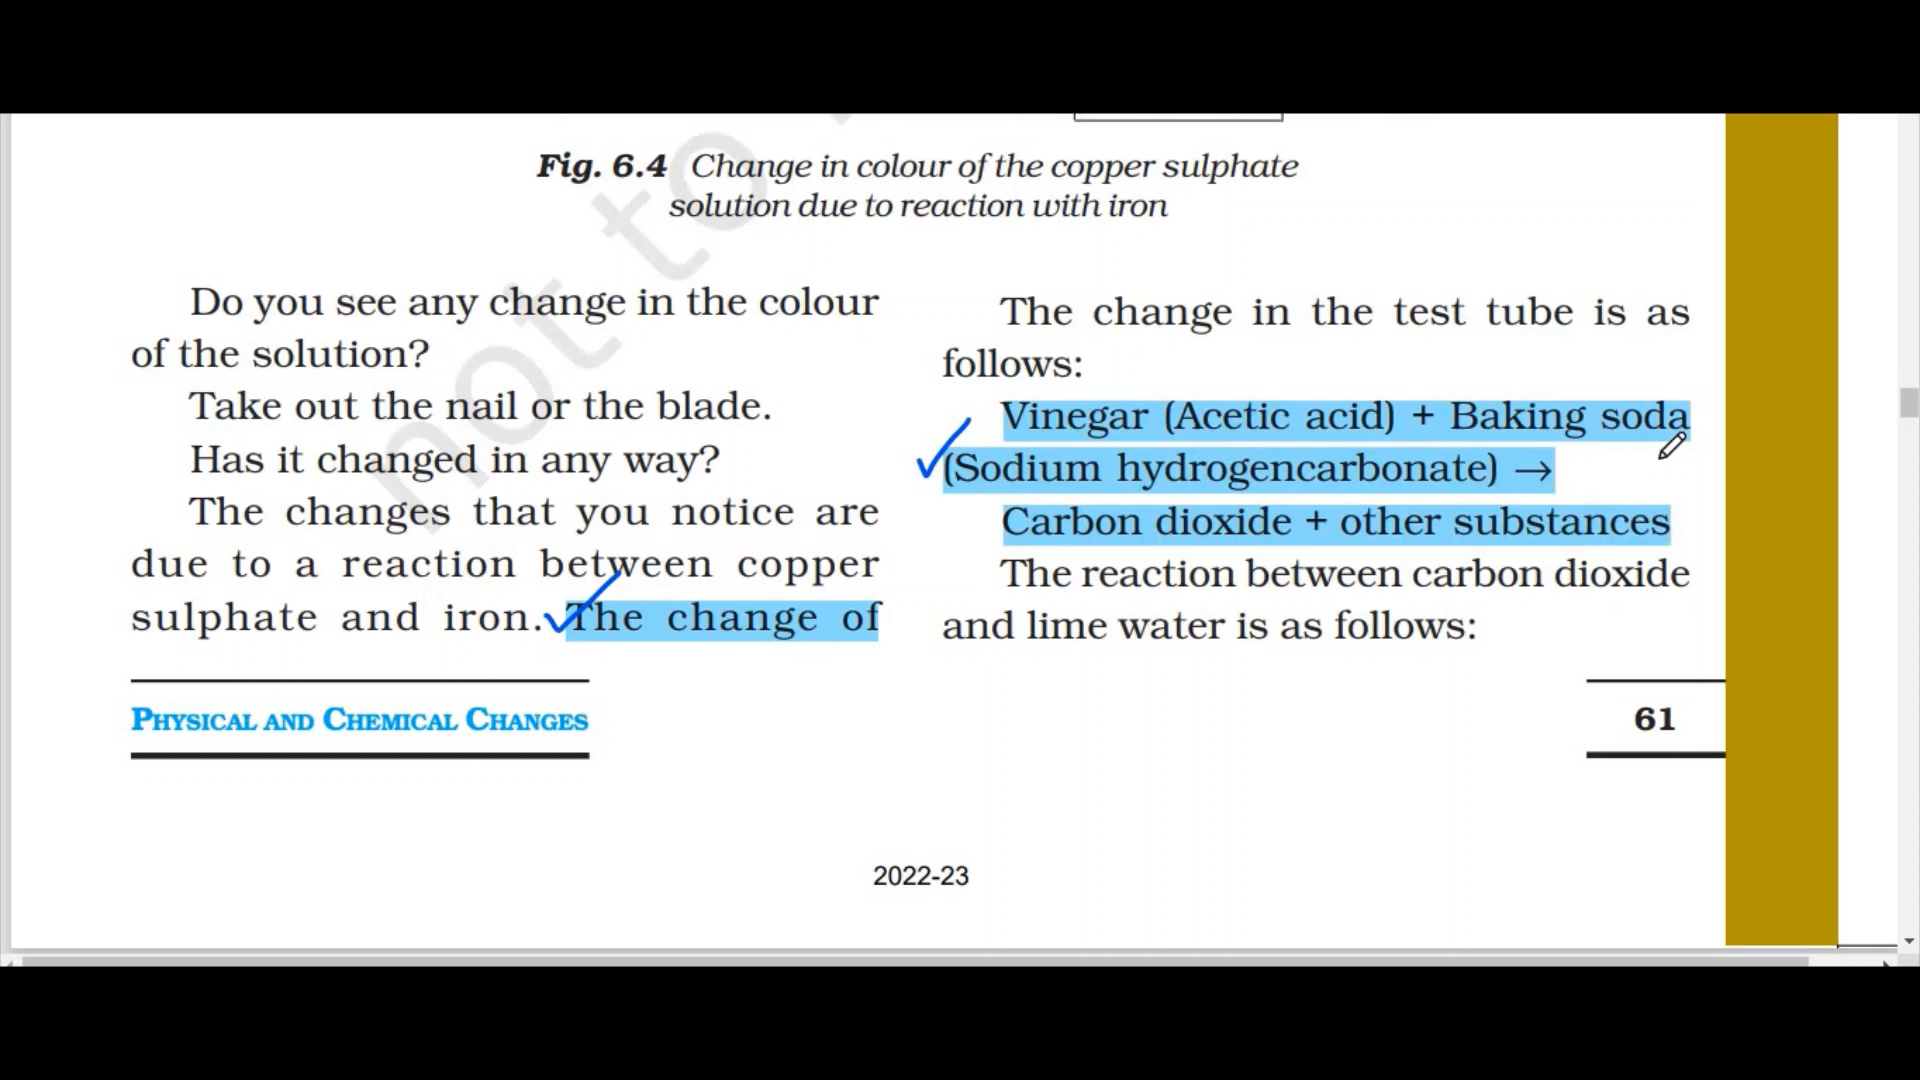 Fig. 6.4 Change in colour of the copper sulphate
solution due to reaction with iron
Do you see any change in the colour
of the solution?
Take out the nail or the blade.
Has it changed in any way?
The changes that you notice are
due to a reaction between copper
sulphate and iron. The change of
The change in the test tube is as
follows:
Vinegar (Acetic acid) + Baking soda
(Sodium hydrogencarbonate) →
Carbon dioxide + other substances
The reaction between carbon dioxide
and lime water is as follows:
PHYSICAL AND CHEMICAL CHANGES
61
2022-23
not to